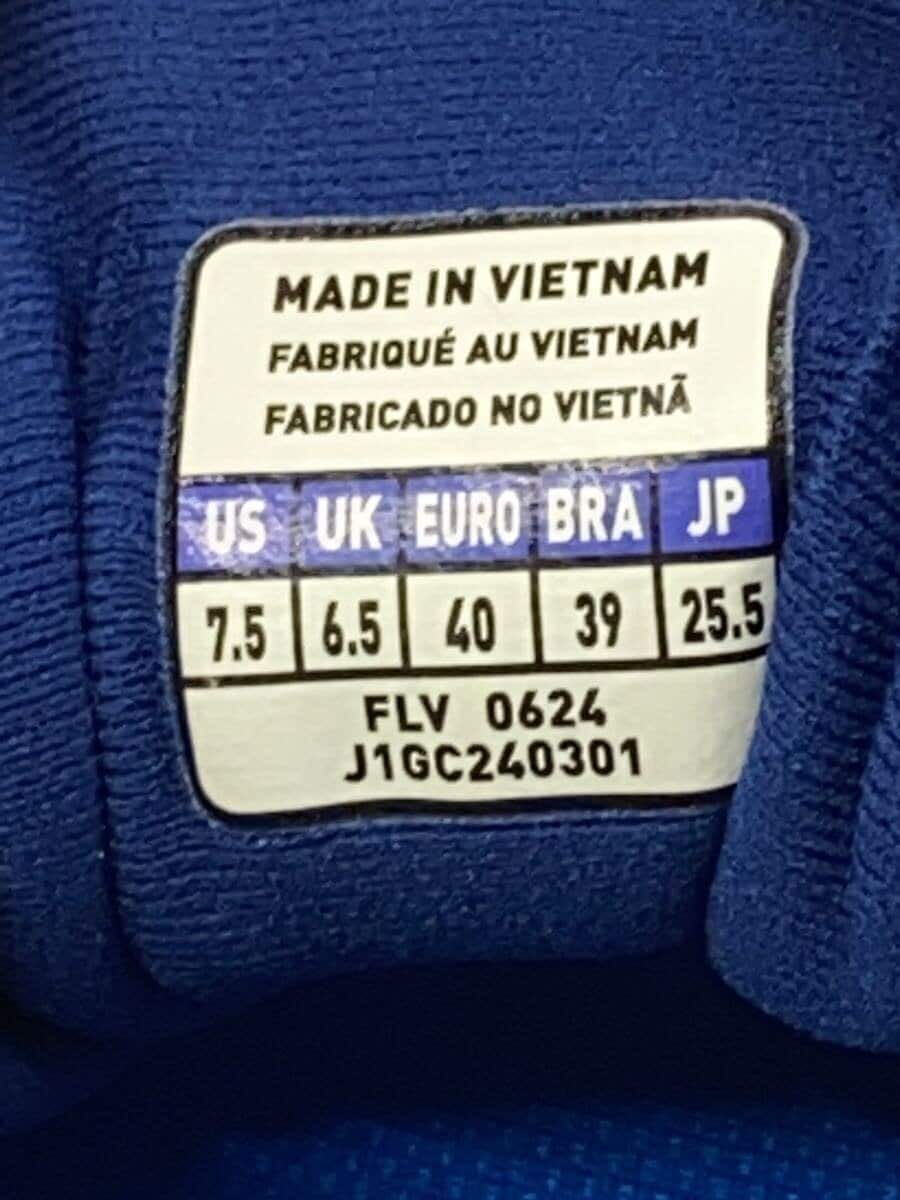 MADE IN VIETNAM
FABRIQUÉ AU VIETNAM
FABRICADO NO VIETNÃ
US UK EURO BRA JP
7.5 6.5 40 39 25.5
FLV 0624
J1GC240301